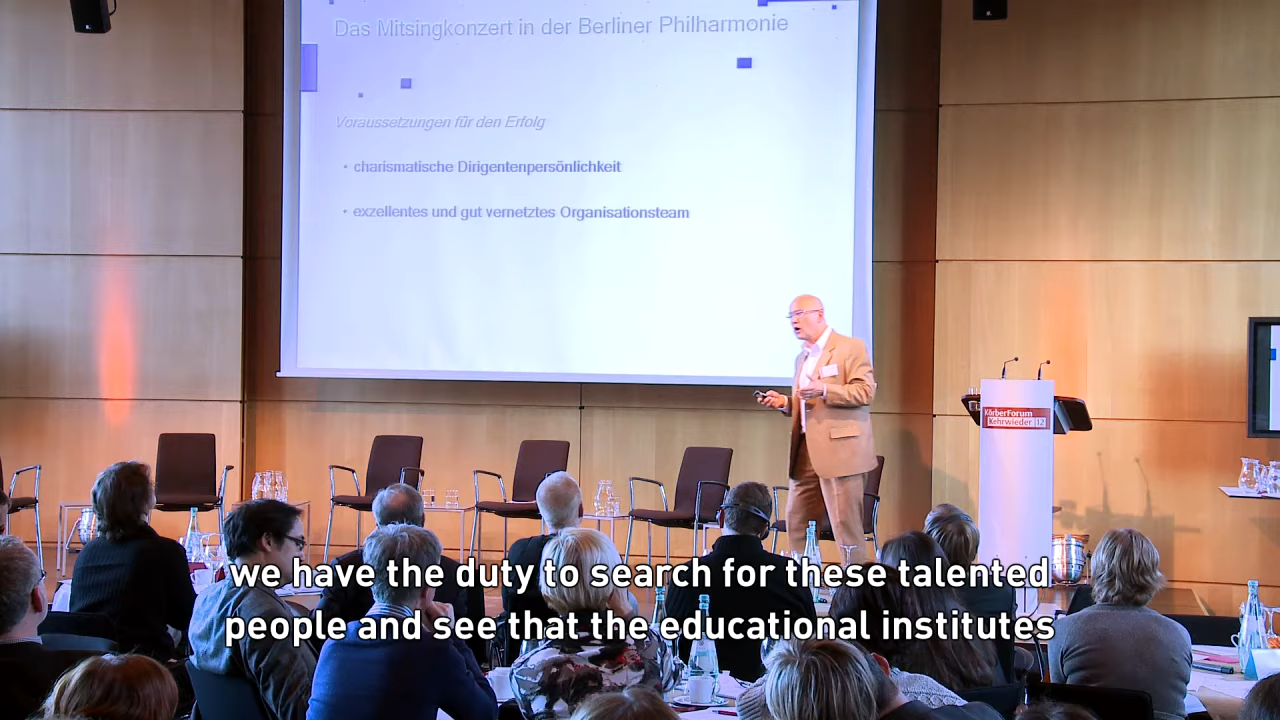 Das Mitsingkonzert in der Berliner Philharmonie
Voraussetzungen für den Erfolg
• charismatische Dirigentenpersönlichkeit
• exzellentes und gut vernetztes Organisationsteam
KörberForum
Kehrwieder 12
we have the duty to search for these talented
people and see that the educational institutes